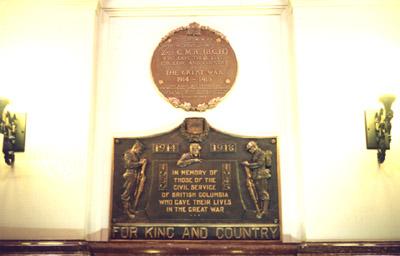 2ND C.M.R. (B.C.H)
THE GREAT WAR
1914 - 1918
1914 1918
IN MEMORY
OF THOSE OF THE
CIVIL SERVICE
OF BRITISH COLUMBIA
WHO GAVE THEIR LIVES
IN THE GREAT WAR
FOR KING AND COUNTRY